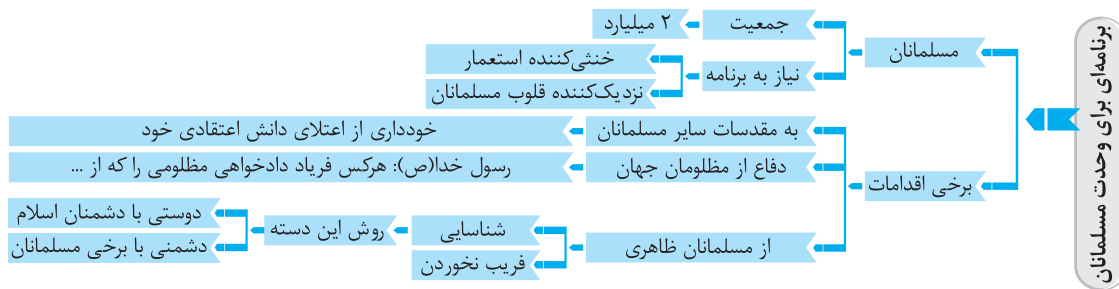 برنامه‌ای برای وحدت مسلمانان
مسلمانان
جمعیت
۲ میلیارد
نیاز به برنامه
خنثی‌کننده استعمار
نزدیک‌کننده قلوب مسلمانان
برخی اقدامات
به مقدسات سایر مسلمانان
خودداری از اعتلای دانش اعتقادی خود
دفاع از مظلومان جهان
رسول خدا(ص): هرکس فریاد دادخواهی مظلومی را که از ...
از مسلمانان ظاهری
شناسایی
فریب نخوردن
روش این دسته
دوستی با دشمنان اسلام
دشمنی با برخی مسلمانان